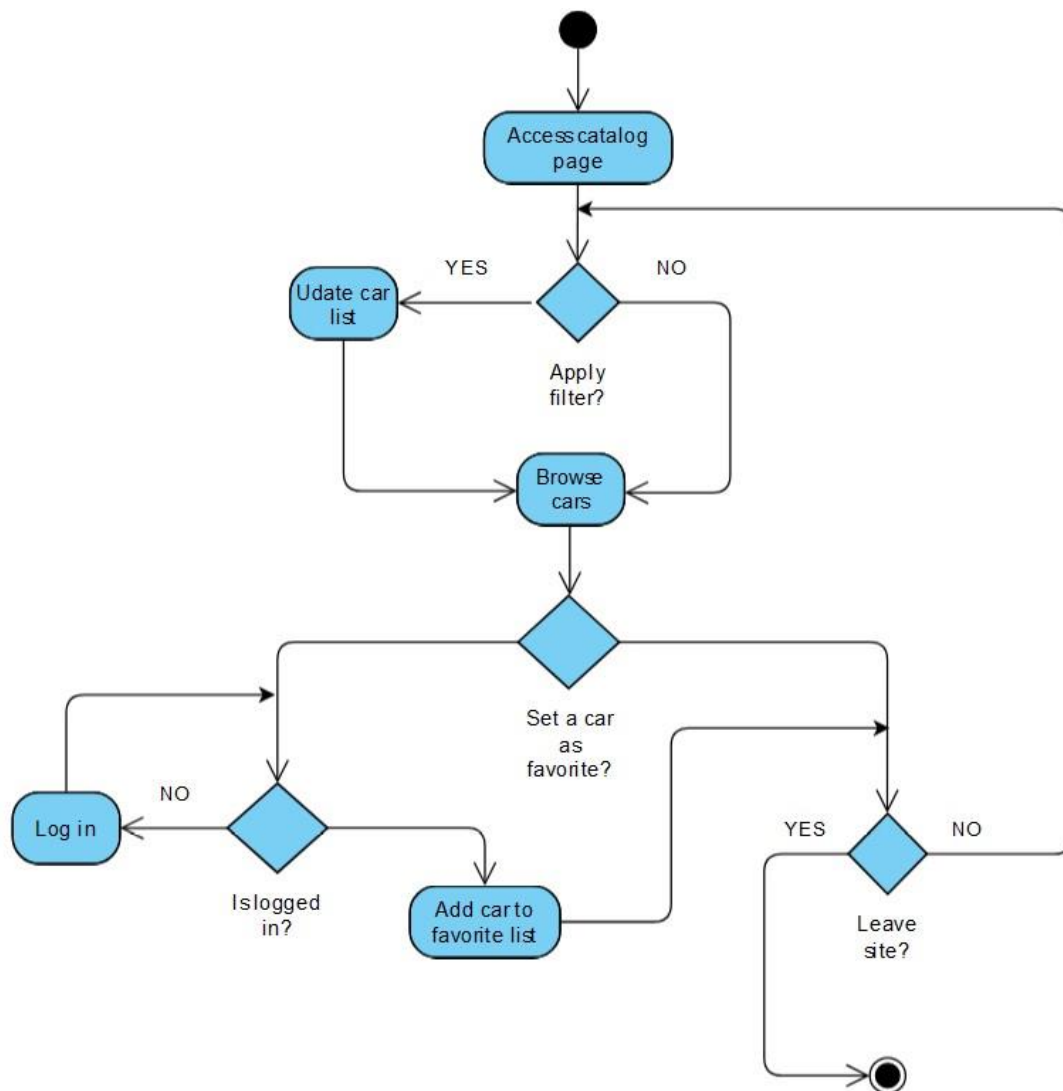 Access catalog
page
YES
NO
Udate car
list
Apply
filter?
Browse
cars
Set a car
as
favorite?
NO
Log in
Is logged
in?
Add car to
favorite list
YES
NO
Leave
site?